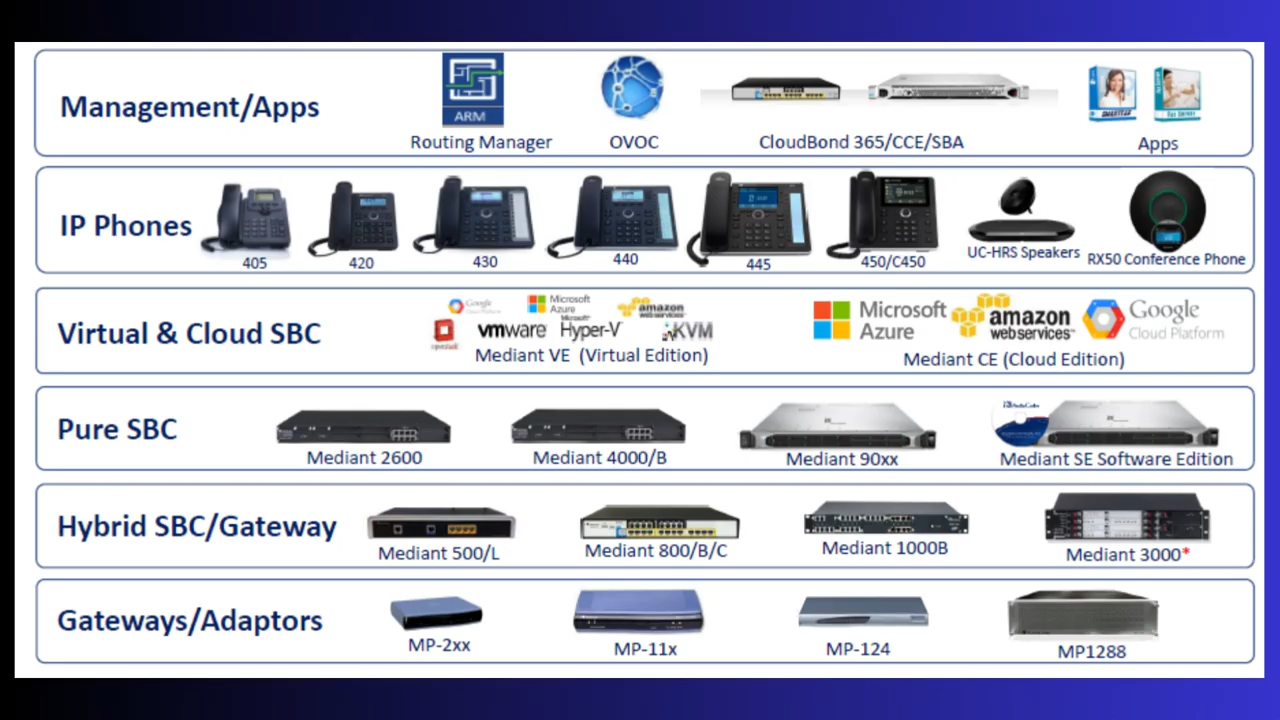 Management/Apps
ARM
Routing Manager
OVOC
CloudBond 365/CCE/SBA
Apps
IP Phones
405
420
430
440
445
450/C450
UC-HRS Speakers
RX50 Conference Phone
Virtual & Cloud SBC
Google
Microsoft
Azure
amazon
web services
openstack
vmware
Microsoft
Hyper-V
KVM
Mediant VE (Virtual Edition)
Microsoft
Azure
amazon
web services
Google
Cloud Platform
Mediant CE (Cloud Edition)
Pure SBC
Mediant 2600
Mediant 4000/B
Mediant 90xx
AudioCodes
Mediant SE Software Edition
Hybrid SBC/Gateway
Mediant 500/L
Mediant 800/B/C
Mediant 1000B
Mediant 3000*
Gateways/Adaptors
MP-2xx
MP-11x
MP-124
MP1288